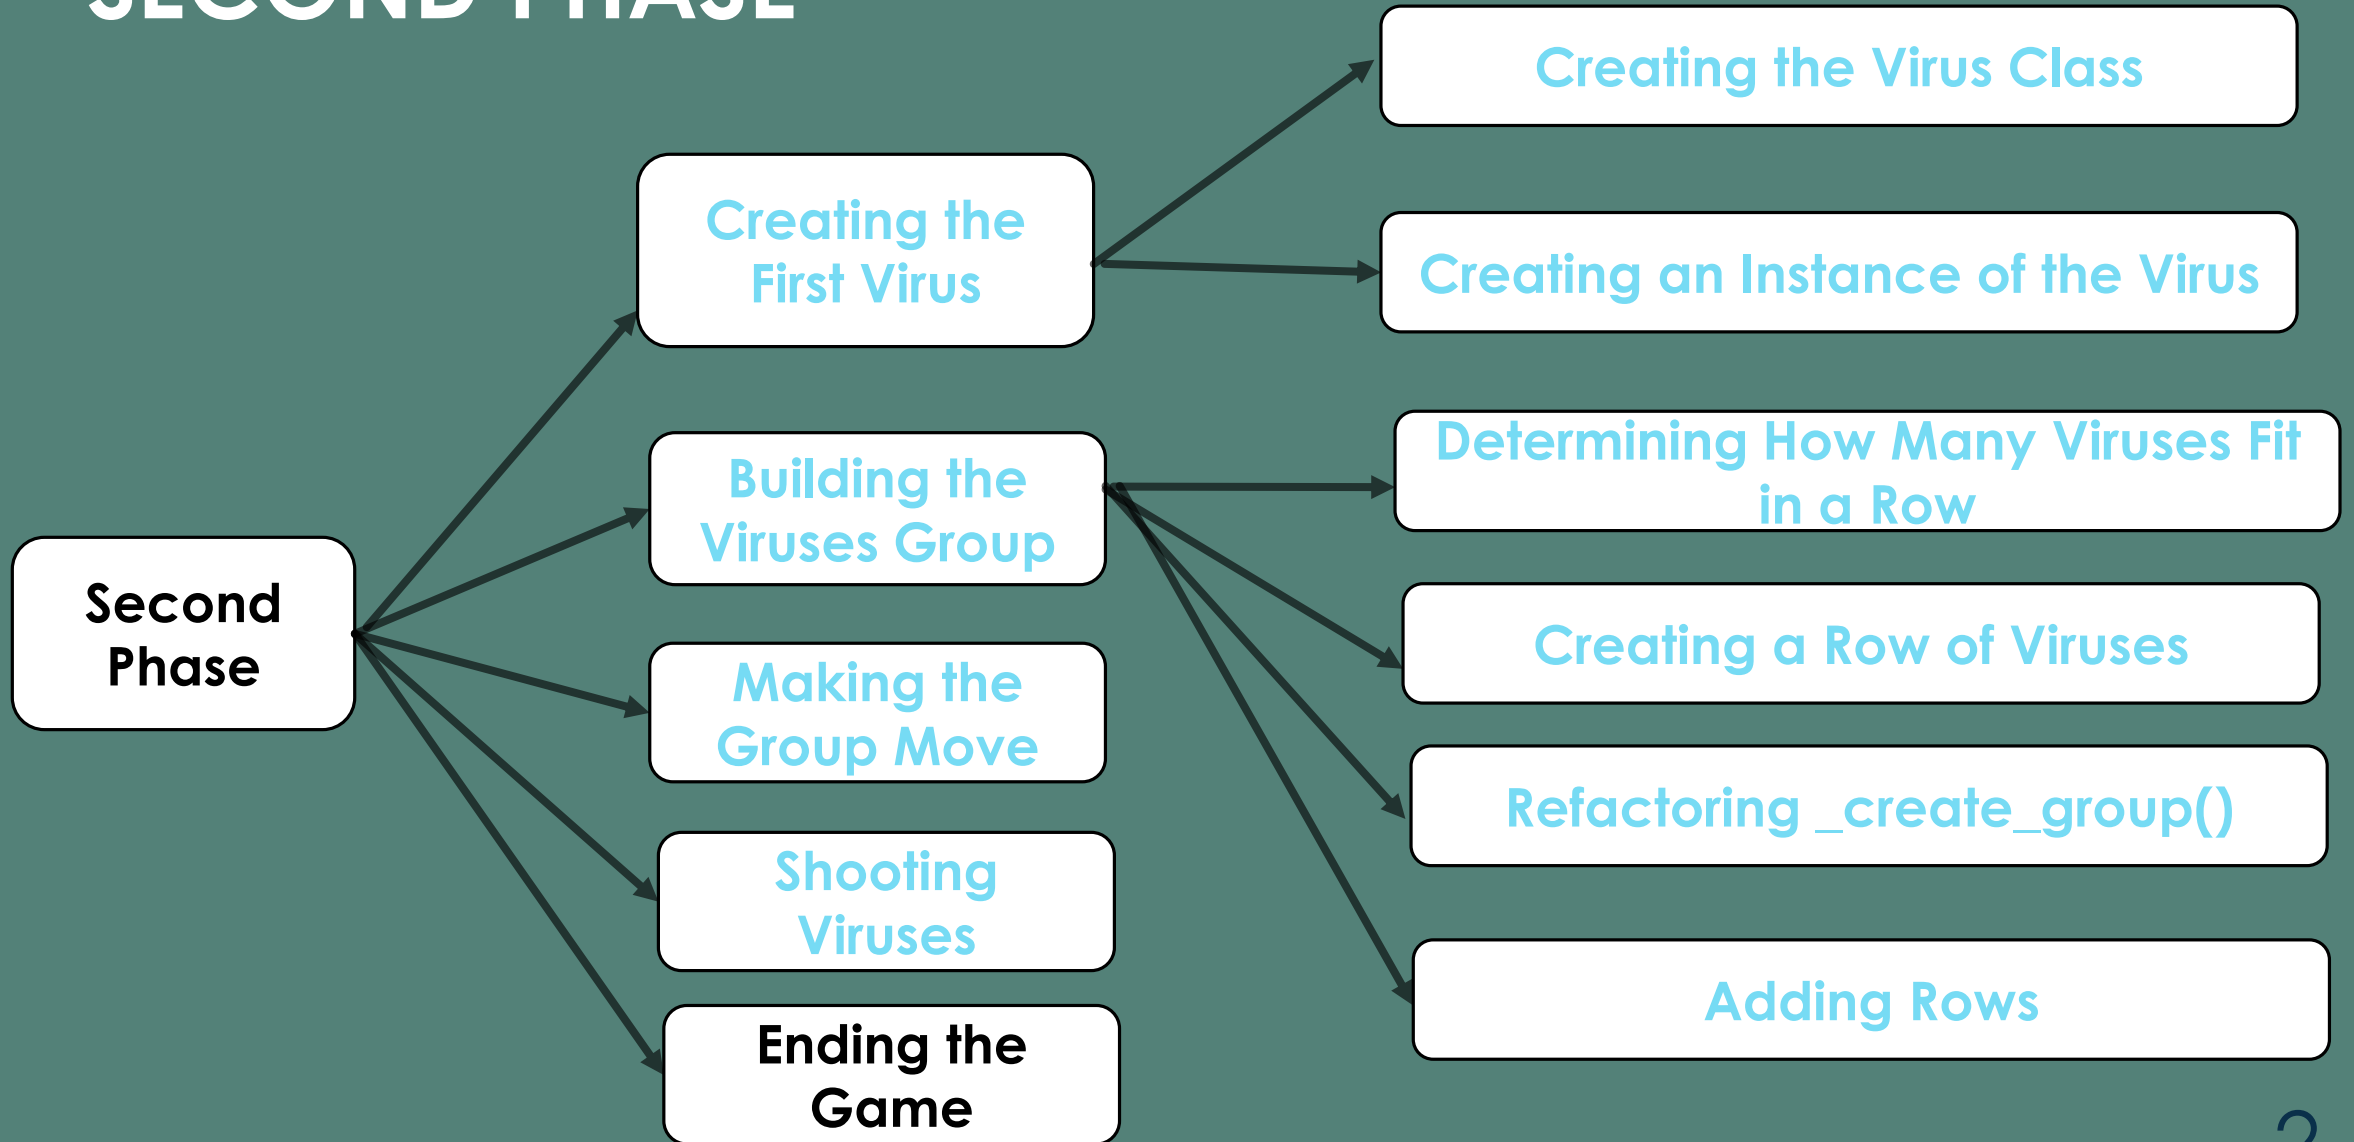 SECOND PHASE
Creating the Virus Class
Creating the
First Virus
Creating an Instance of the Virus
Determining How Many Viruses Fit
in a Row
Building the
Viruses Group
Second
Phase
Creating a Row of Viruses
Making the
Group Move
Refactoring _create_group()
Shooting
Viruses
Adding Rows
Ending the
Game